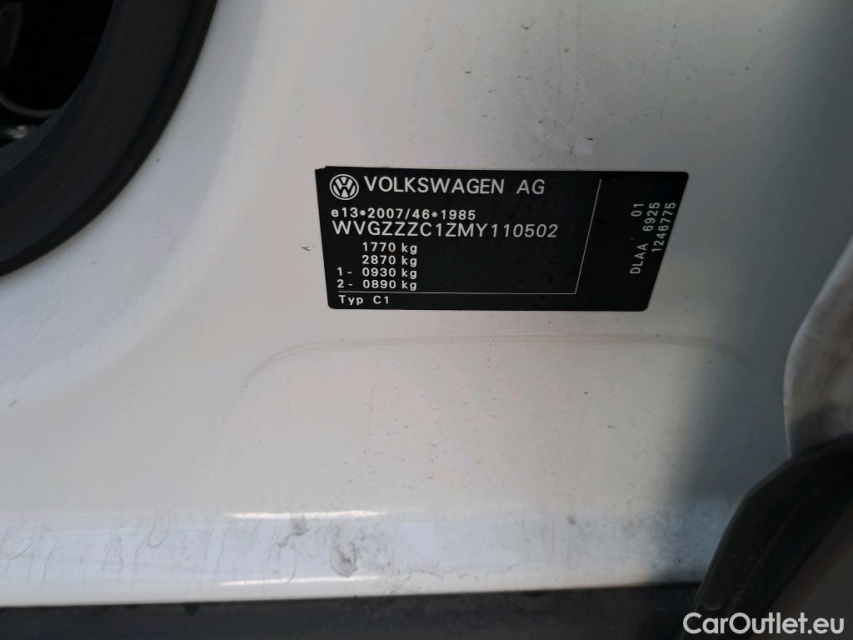 VOLKSWAGEN AG
e13*2007/46*1985
WVGZZZC1ZMY110502
1770 kg
2870 kg
1- 0930 kg
2- 0890 kg
Typ C1
01
DLAA 6925
1246775
CarOutlet.eu